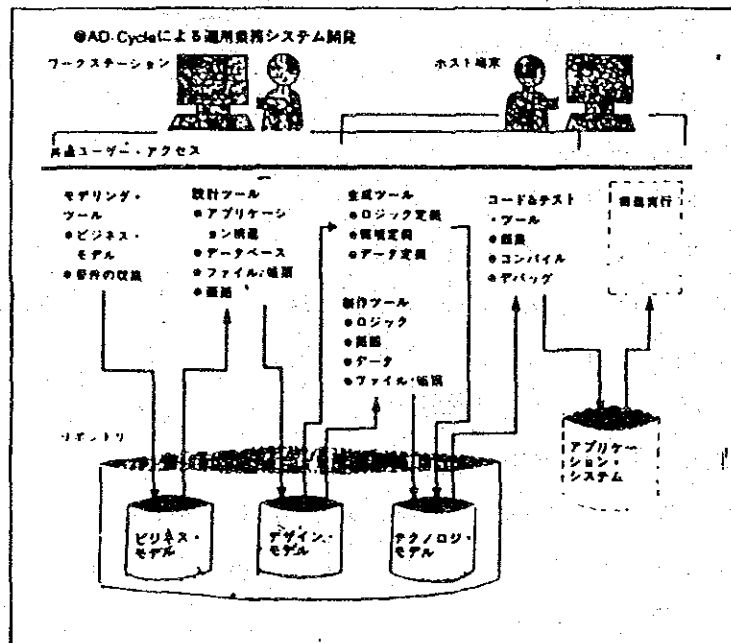 ●AD-Cycleによる適用業務システム開発
ワークステーション
ホスト端末
共通ユーザー・アクセス
モデリング・
ツール
●ビジネス・
モデル
●要件の収集
設計ツール
●アプリケーシ
ョン構造
●データベース
●ファイル/帳票
●画面
生成ツール
●ロジック定義
●データ定義
制作ツール
●ロジック
●画面
●データ
●ファイル・帳票
コード&テスト
・ツール
●コンパイル
●デバッグ
リポジトリ
ビジネス・
モデル
デザイン・
モデル
テクノロジ・
モデル
アプリケー
ション・
システム